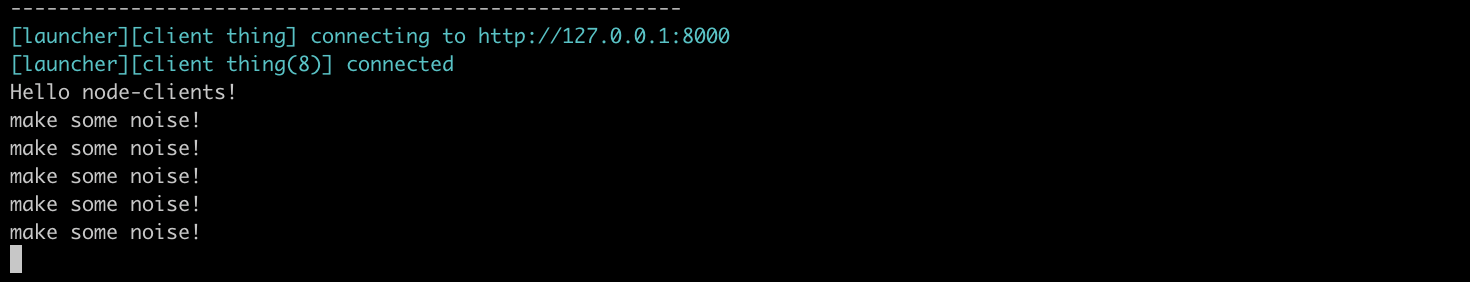 --------------------------------------------------------
[launcher][client thing] connecting to http://127.0.0.1:8000
[launcher][client thing(8)] connected
Hello node-clients!
make some noise!
make some noise!
make some noise!
make some noise!
make some noise!